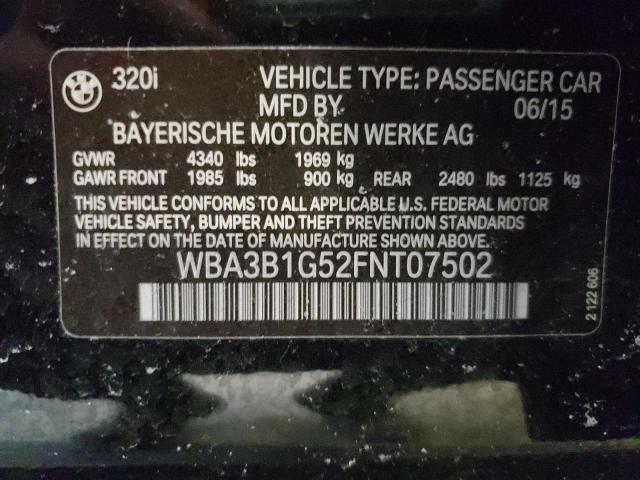 320i VEHICLE TYPE: PASSENGER CAR
MFD BY 06/15
BAYERISCHE MOTOREN WERKE AG
GVWR 4340 lbs 1969 kg
GAWR FRONT 1985 lbs 900 kg REAR 2480 lbs 1125 kg
THIS VEHICLE CONFORMS TO ALL APPLICABLE U.S. FEDERAL MOTOR
VEHICLE SAFETY, BUMPER AND THEFT PREVENTION STANDARDS
IN EFFECT ON THE DATE OF MANUFACTURE SHOWN ABOVE.
WBA3B1G52FNT07502
2 122 606